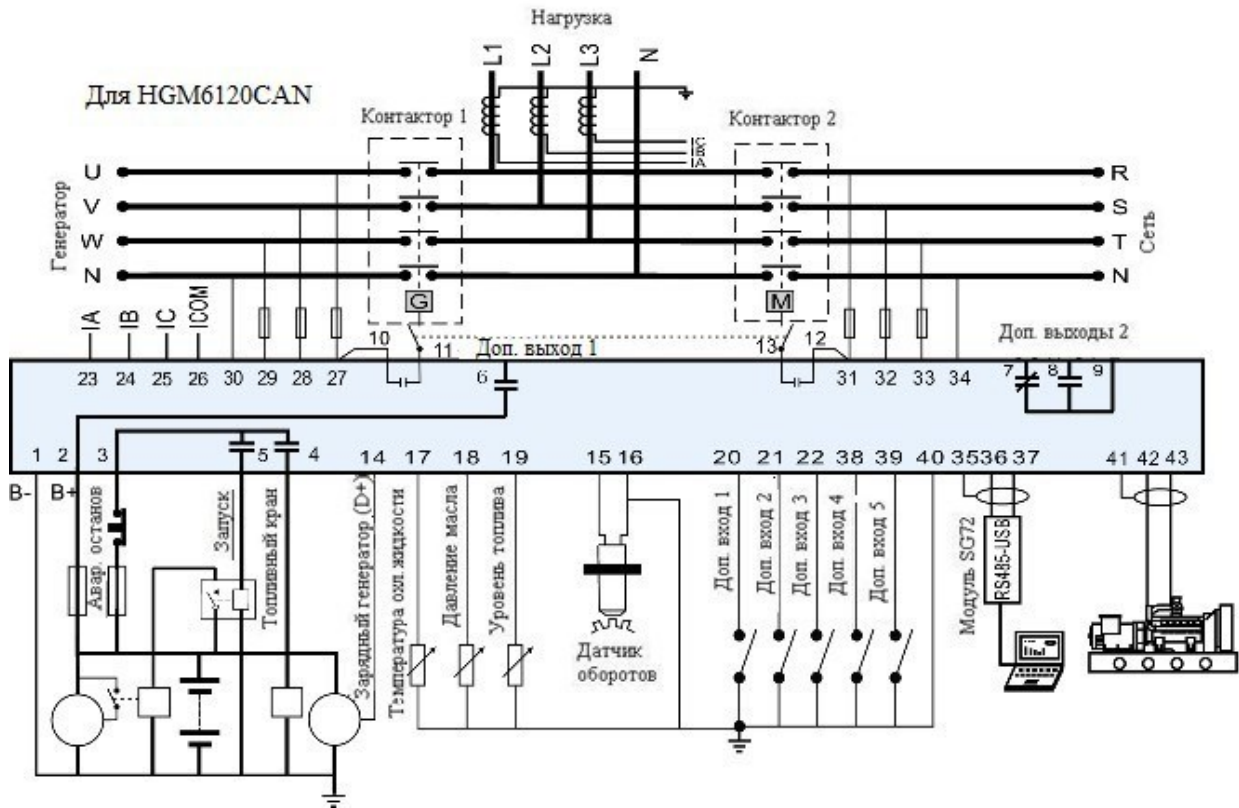 Нагрузка
L1
L2
L3
N
Для HGM6120CAN
Контактор 1
Контактор 2
IC
IB
IA
Генератор
U
V
W
N
R
S
T
N
Сеть
G
M
IA
IB
IC
ICOM
10
11
Доп. выход 1
13
12
Доп. выходы 2
23
24
25
26
30
29
28
27
6
31
32
33
34
7
8
9
1
2
3
5
4
14
17
18
19
15
16
20
21
22
38
39
40
35
36
37
41
42
43
B-
B+
Авар. останов
Запуск
Топливный кран
Зарядный генератор (D+)
Температура охл. жидкости
Давление масла
Уровень топлива
Датчик
оборотов
Доп. вход 1
Доп. вход 2
Доп. вход 3
Доп. вход 4
Доп. вход 5
Модуль SG72
RS485-USB